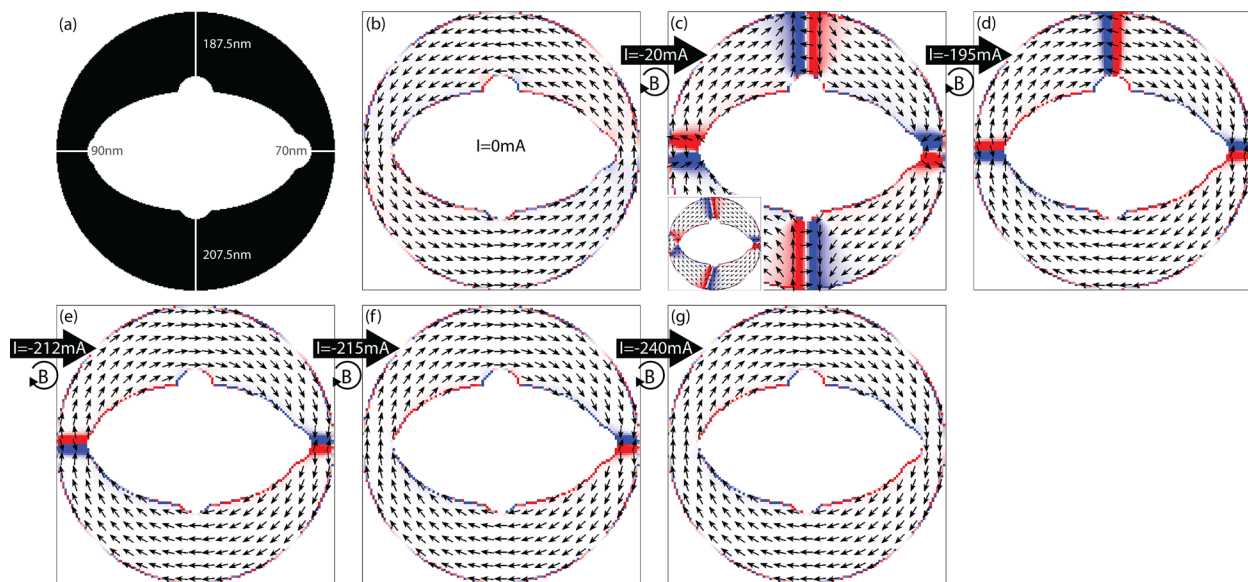 (a)
187.5nm
90nm
70nm
207.5nm
(b)
I=0mA
(c)
I=-20mA
B
(d)
I=-195mA
B
(e)
I=-212mA
B
(f)
I=-215mA
B
(g)
I=-240mA
B